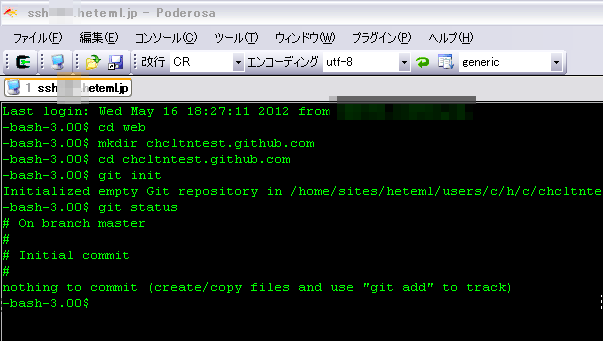 ssh heteml.jp - Poderosa
ファイル(F) 編集(E) コンソール(C) ツール(T) ウィンドウ(W) プラグイン(P) ヘルプ(H)
改行 CR エンコーディング utf-8 generic
1 ssh heteml.jp
Last login: Wed May 16 18:27:11 2012 from
-bash-3.00$ cd web
-bash-3.00$ mkdir chcltntest.github.com
-bash-3.00$ cd chcltntest.github.com
-bash-3.00$ git init
Initialized empty Git repository in /home/sites/heteml/users/c/h/c/chcltnte
-bash-3.00$ git status
# On branch master
#
# Initial commit
#
nothing to commit (create/copy files and use "git add" to track)
-bash-3.00$